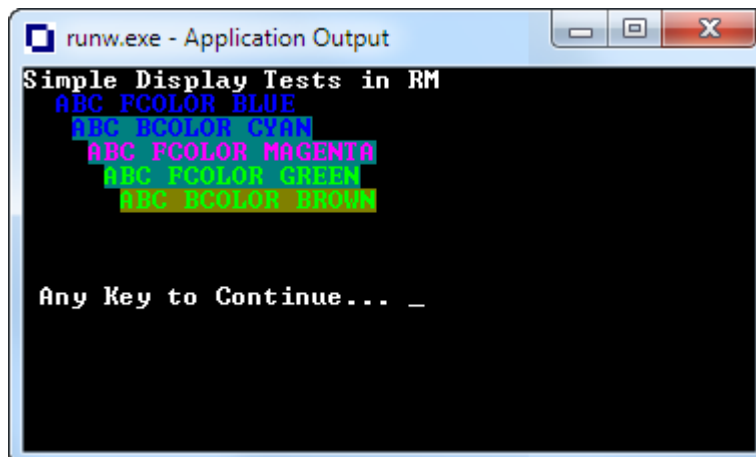 runw.exe - Application Output
Simple Display Tests in RM
ABC FCOLOR BLUE
ABC BCOLOR CYAN
ABC FCOLOR MAGENTA
ABC FCOLOR GREEN
ABC BCOLOR BROWN
Any Key to Continue... _